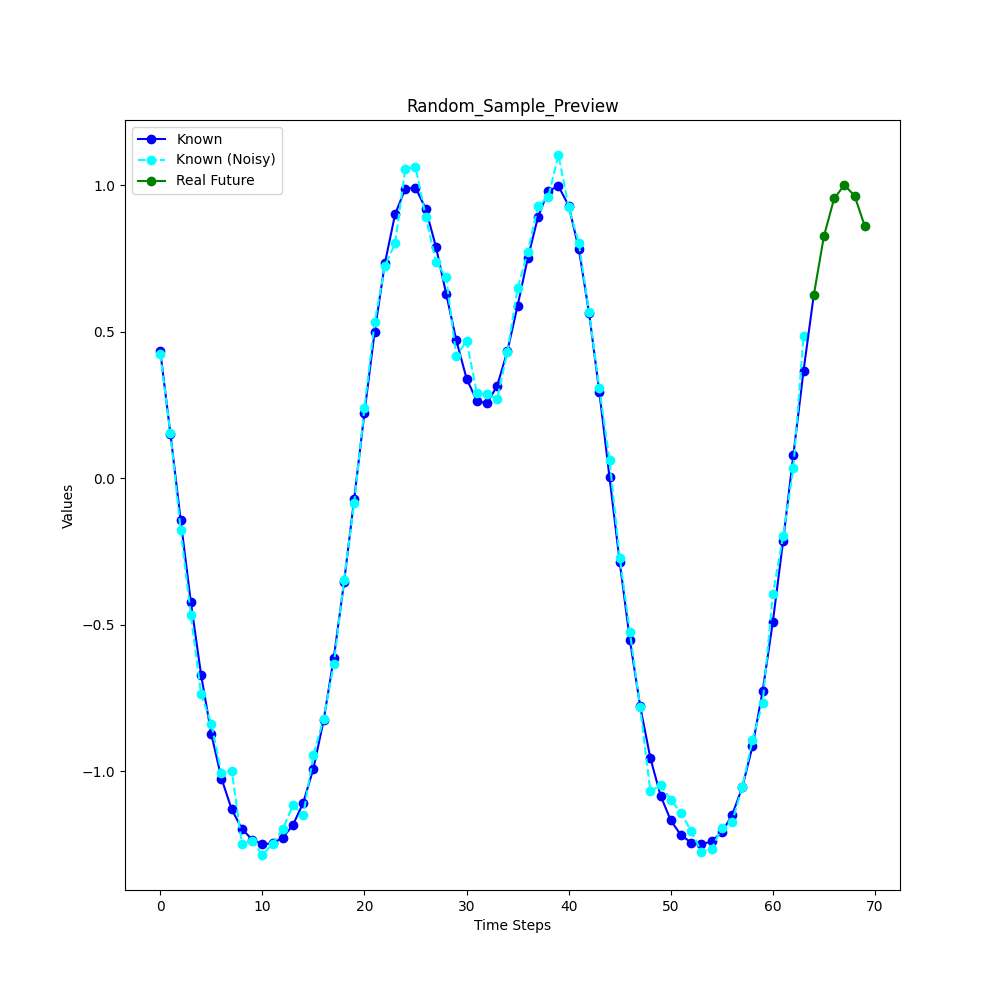 Random_Sample_Preview
Known
Known (Noisy)
Real Future
1.0
0.5
0.0
−0.5
−1.0
Values
0 10 20 30 40 50 60 70
Time Steps